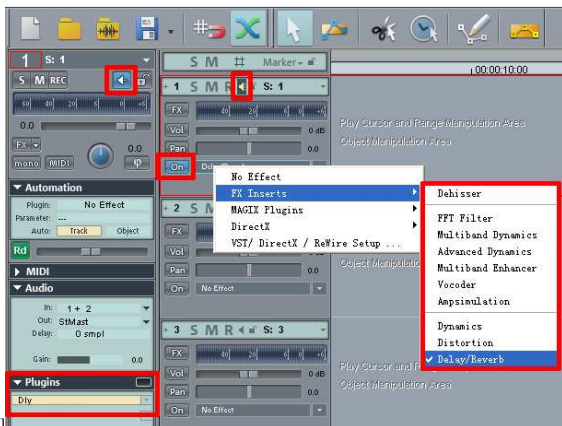 1 S: 1
S M REC
60 40 20 6 0 +6
0.0
FX
0.0
mono MIDI φ
Automation
Plugin: No Effect
Parameter: ---
Auto: Track Object
Rd
MIDI
Audio
In: 1+ 2
Out: StMast
Delay: 0 smpl
Gain: 0.0
Plugins
Dly
S M # Marker
00:00:10:00
1 S M R S: 1
FX 40 20 6 0 +6
Vol 0 dB
Pan 0.0
On
Play Cursor and Range Manipulation Area
Object Manipulation Area
No Effect
FX Inserts
MAGIX Plugins
DirectX
VST/ DirectX / ReWire Setup ...
Dehisser
FFT Filter
Multiband Dynamics
Advanced Dynamics
Multiband Enhancer
Vocoder
Ampsimulation
Dynamics
Distortion
Delay/Reverb
2 S M
FX
Vol
Pan 0.0
On No Effect
3 S M R S: 3
FX 40 20 6 0 +6
Vol 0 dB
Pan 0.0
On No Effect
Play Cursor and
Object Manipulation Area